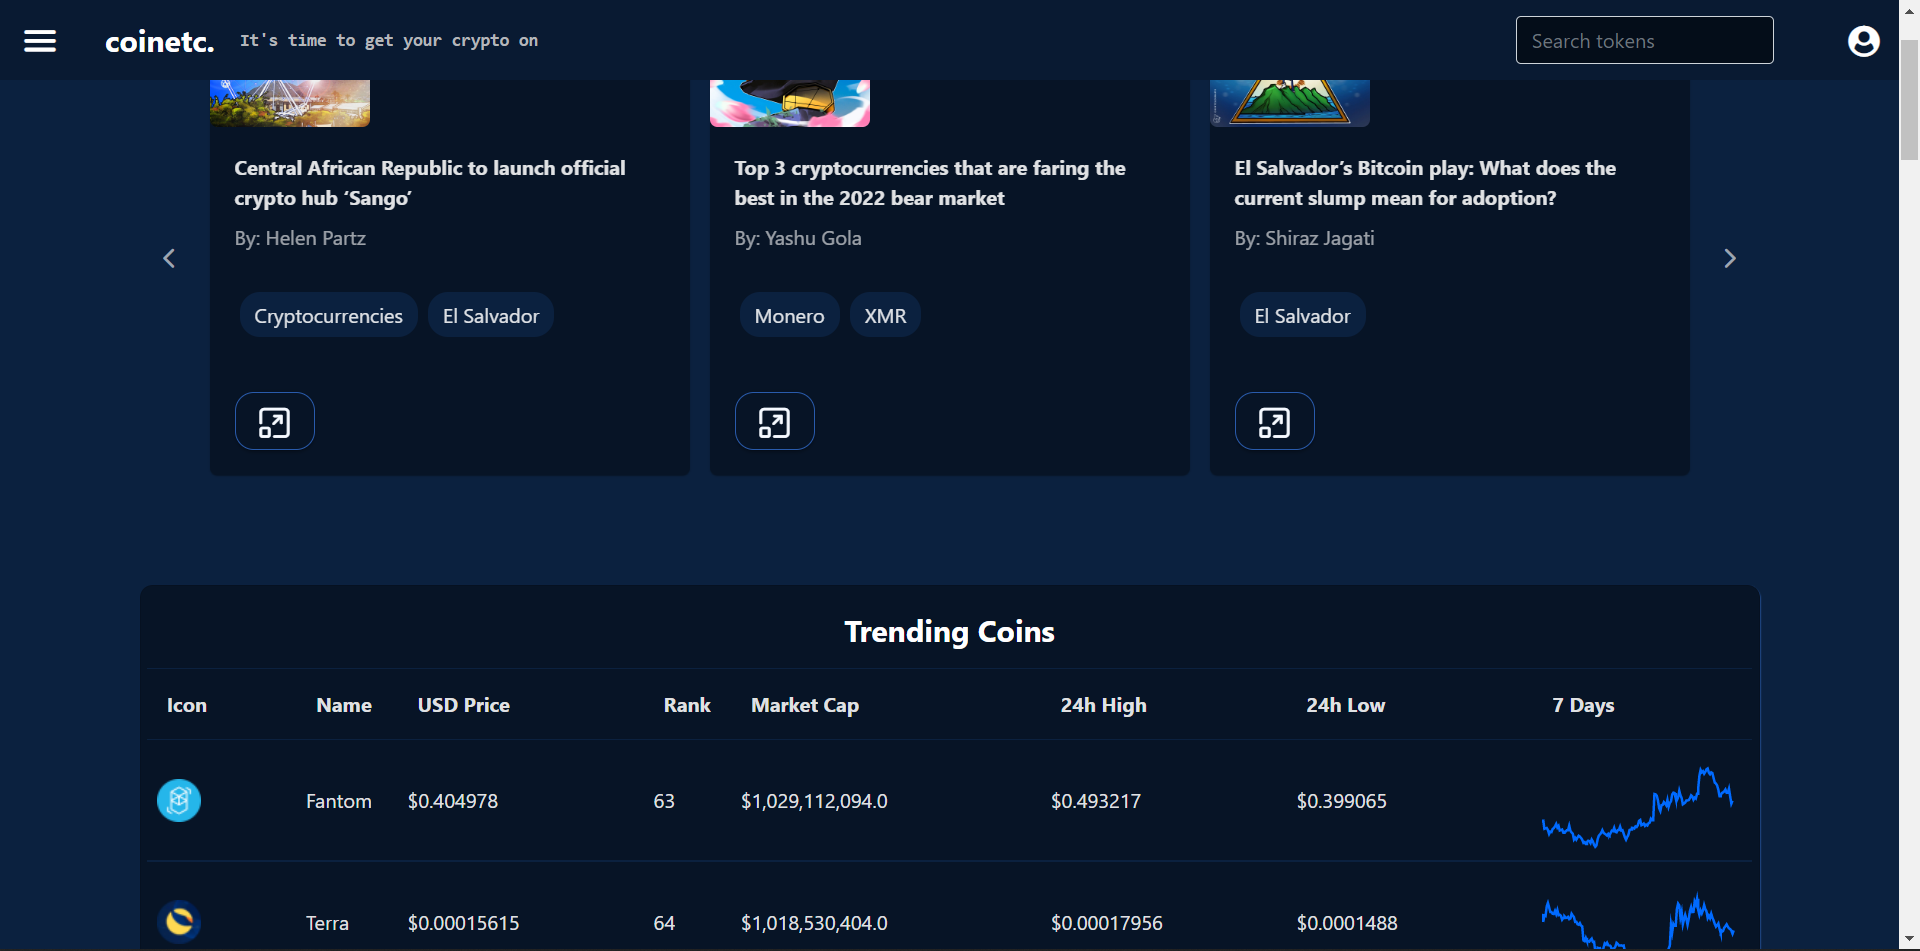 coinetc. It's time to get your crypto on
Search tokens
Central African Republic to launch official
crypto hub ‘Sango’
By: Helen Partz
Cryptocurrencies El Salvador
Top 3 cryptocurrencies that are faring the
best in the 2022 bear market
By: Yashu Gola
Monero XMR
El Salvador’s Bitcoin play: What does the
current slump mean for adoption?
By: Shiraz Jagati
El Salvador
Trending Coins
Icon Name USD Price Rank Market Cap 24h High 24h Low 7 Days
Fantom $0.404978 63 $1,029,112,094.0 $0.493217 $0.399065
Terra $0.00015615 64 $1,018,530,404.0 $0.00017956 $0.0001488